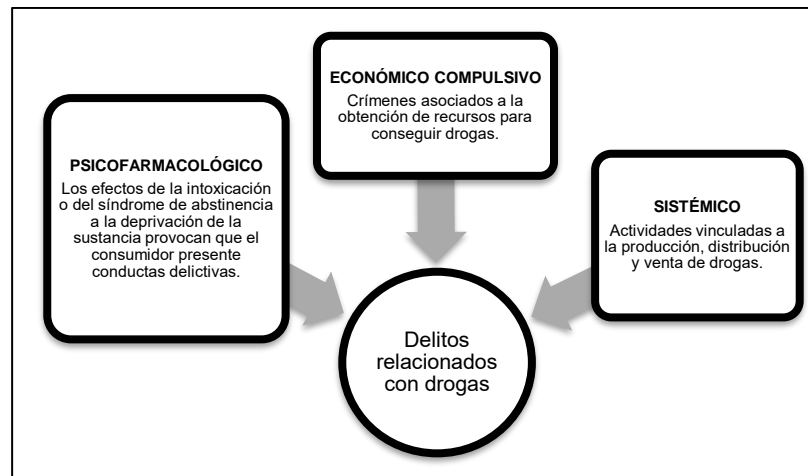 PSICOFARMACOLÓGICO
Los efectos de la intoxicación
o del síndrome de abstinencia
a la deprivación de la
sustancia provocan que el
consumidor presente
conductas delictivas.
ECONÓMICO COMPULSIVO
Crímenes asociados a la
obtención de recursos para
conseguir drogas.
SISTÉMICO
Actividades vinculadas a
la producción, distribución
y venta de drogas.
Delitos
relacionados
con drogas